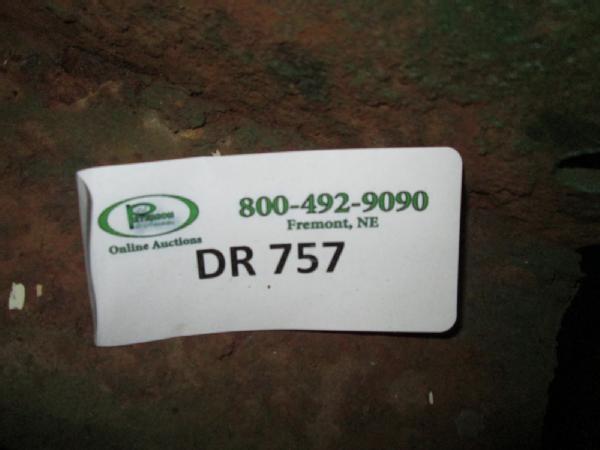 800-492-9090
Fremont, NE
Online Auctions
DR 757